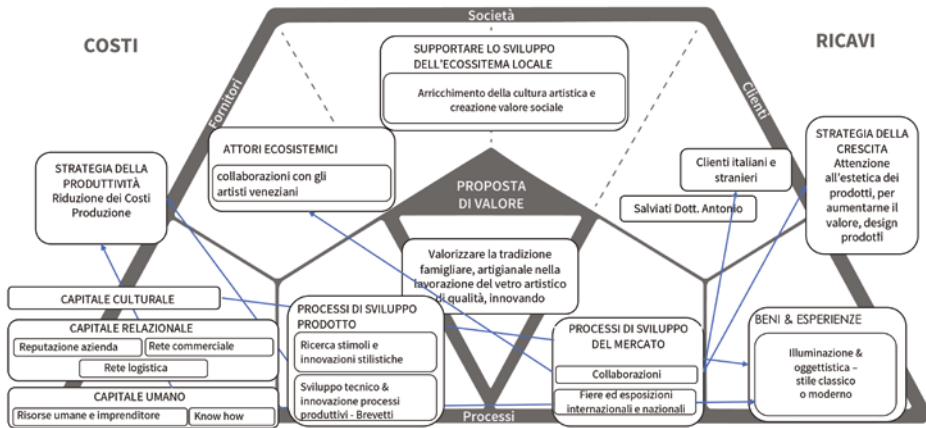 Società
COSTI
RICAVI
SUPPORTARE LO SVILUPPO
DELL'ECOSSITEMA LOCALE
Arricchimento della cultura artistica e
creazione valore sociale
Fornitori
Clienti
ATTORI ECOSISTEMICI
collaborazioni con gli
artisti veneziani
STRATEGIA DELLA
PRODUTTIVITÀ
Riduzione dei Costi
Produzione
PROPOSTA
DI VALORE
Clienti italiani e
stranieri
Salviati Dott. Antonio
STRATEGIA DELLA
CRESCITA
Attenzione
all'estetica dei
prodotti, per
aumentarne il
valore, design
prodotti
Valorizzare la tradizione
famigliare, artigianale nella
lavorazione del vetro artistico
di qualità, innovando
CAPITALE CULTURALE
CAPITALE RELAZIONALE
Reputazione azienda
Rete commerciale
Rete logistica
CAPITALE UMANO
Risorse umane e imprenditore
Know how
PROCESSI DI SVILUPPO
PRODOTTO
Ricerca stimoli e
innovazioni stilistiche
Sviluppo tecnico &
innovazione processi
produttivi - Brevetti
PROCESSI DI SVILUPPO
DEL MERCATO
Collaborazioni
Fiere ed esposizioni
internazionali e nazionali
BENI & ESPERIENZE
Illuminazione &
oggettistica –
stile classico
o moderno
Processi